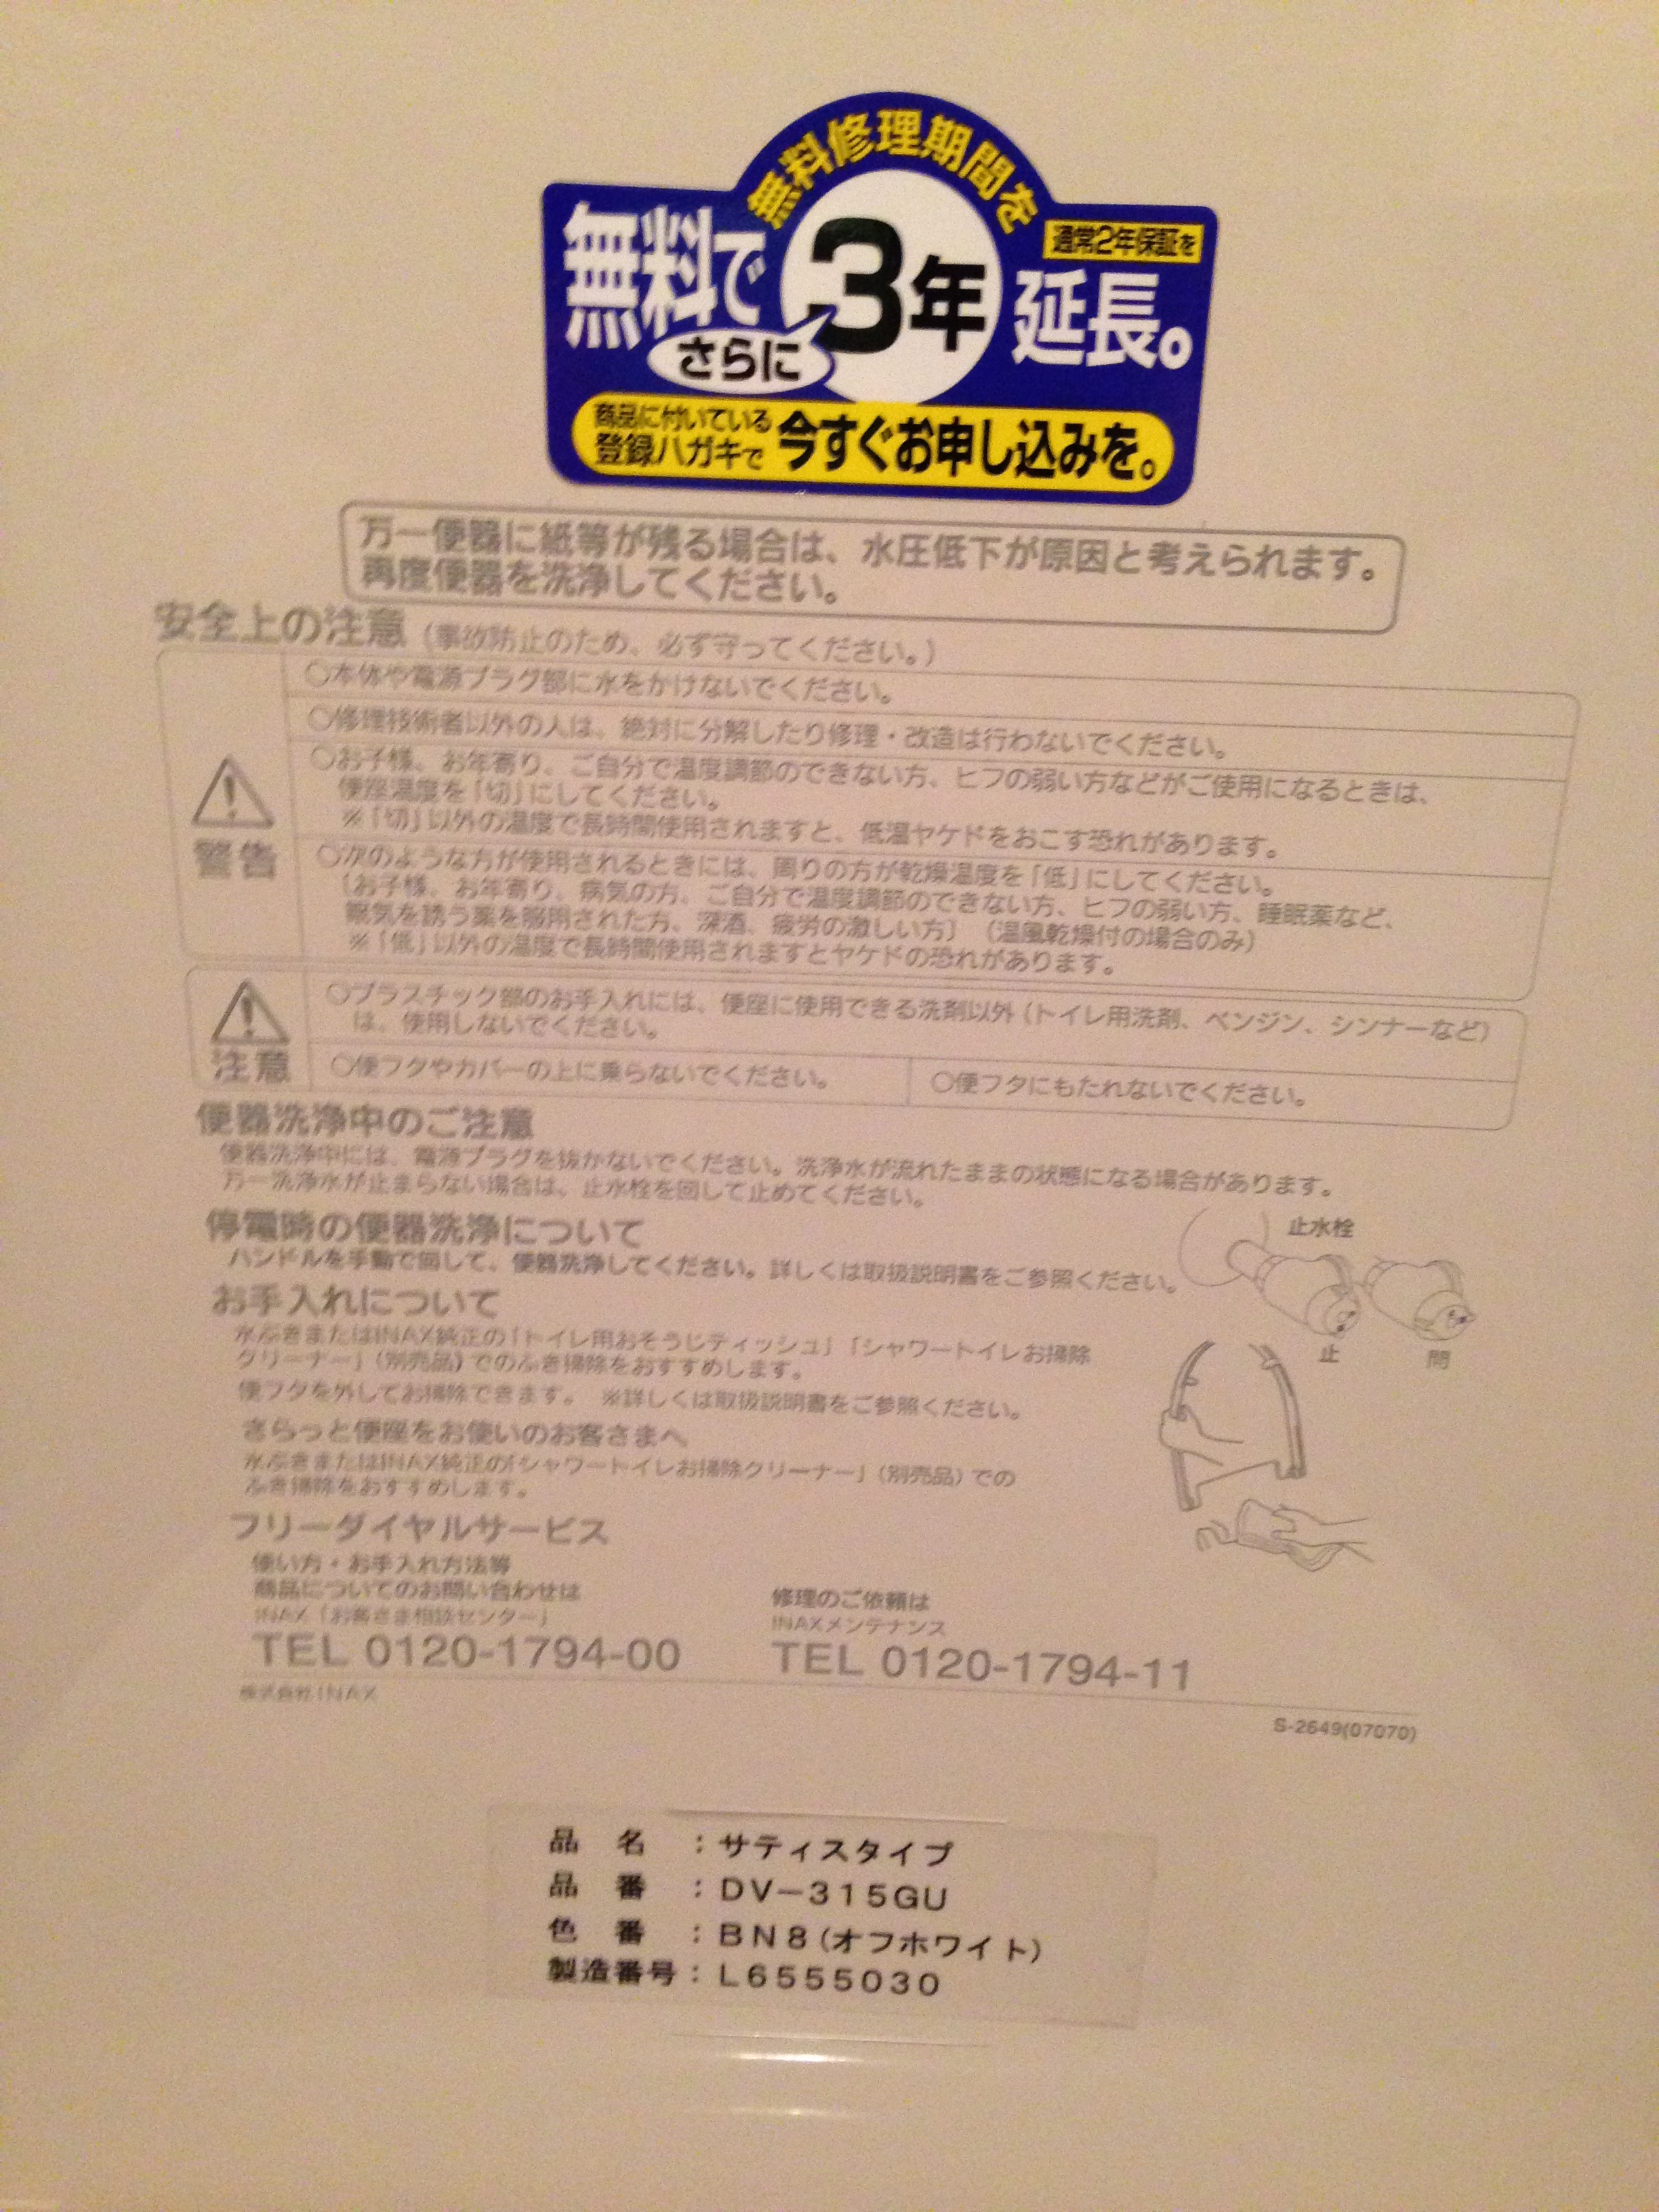 無料修理期間を
無料で さらに 3年 通常2年保証を 延長。
商品に付いている
登録ハガキで 今すぐお申し込みを。
万一便器に紙等が残る場合は、水圧低下が原因と考えられます。
再度便器を洗浄してください。
安全上の注意（事故防止のため、必ず守ってください。）
警告
○本体や電源プラグ部に水をかけないでください。
○修理技術者以外の人は、絶対に分解したり修理・改造は行わないでください。
○お子様、お年寄り、ご自分で温度調節のできない方、ヒフの弱い方などがご使用になるときは、
便座温度を「切」にしてください。
※「切」以外の温度で長時間使用されますと、低温ヤケドをおこす恐れがあります。
○次のような方が使用されるときには、周りの方が乾燥温度を「低」にしてください。
〔お子様、お年寄り、病気の方、ご自分で温度調節のできない方、ヒフの弱い方、睡眠薬など、
眠気を誘う薬を服用された方、深酒、疲労の激しい方〕（温風乾燥付の場合のみ）
※「低」以外の温度で長時間使用されますとヤケドの恐れがあります。
注意
○プラスチック部のお手入れには、便座に使用できる洗剤以外（トイレ用洗剤、ベンジン、シンナーなど）
は、使用しないでください。
○便フタやカバーの上に乗らないでください。 ○便フタにもたれないでください。
便器洗浄中のご注意
便器洗浄中には、電源プラグを抜かないでください。洗浄水が流れたままの状態になる場合があります。
万一洗浄水が止まらない場合は、止水栓を回して止めてください。
停電時の便器洗浄について
ハンドルを手動で回して、便器洗浄してください。詳しくは取扱説明書をご参照ください。
止水栓
止 開
お手入れについて
水ぶきまたはINAX純正の「トイレ用おそうじティッシュ」「シャワートイレお掃除
クリーナー」（別売品）でのふき掃除をおすすめします。
便フタを外してお掃除できます。 ※詳しくは取扱説明書をご参照ください。
きらっと便座をお使いのお客さまへ
水ぶきまたはINAX純正の「シャワートイレお掃除クリーナー」（別売品）での
ふき掃除をおすすめします。
フリーダイヤルサービス
使い方・お手入れ方法等
商品についてのお問い合わせは
INAX「お客さま相談センター」
TEL 0120-1794-00
修理のご依頼は
INAXメンテナンス
TEL 0120-1794-11
株式会社INAX
S-2649(07070)
品 名 ：サティスタイプ
品 番 ：DV－315GU
色 番 ：BN8（オフホワイト）
製造番号：L6555030